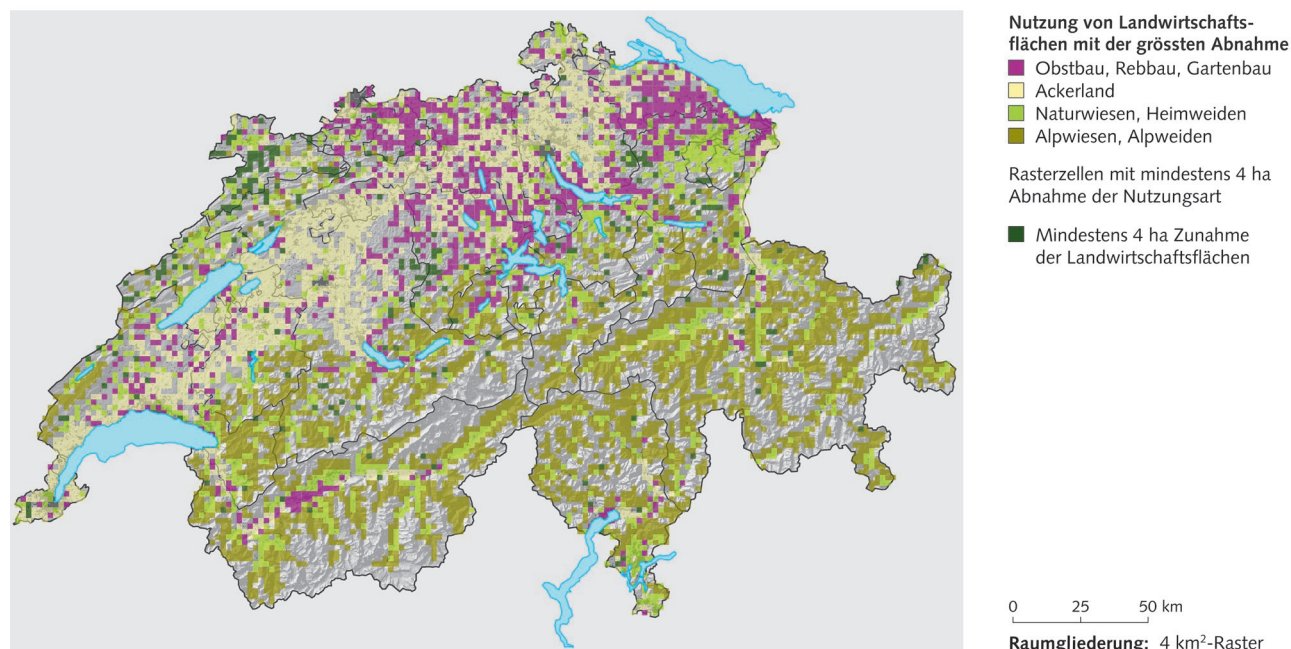 Nutzung von Landwirtschafts-
flächen mit der grössten Abnahme
Obstbau, Rebbau, Gartenbau
Ackerland
Naturwiesen, Heimweiden
Alpwiesen, Alpweiden
Rasterzellen mit mindestens 4 ha
Abnahme der Nutzungsart
Mindestens 4 ha Zunahme
der Landwirtschaftsflächen
0 25 50 km
Raumgliederung: 4 km²-Raster